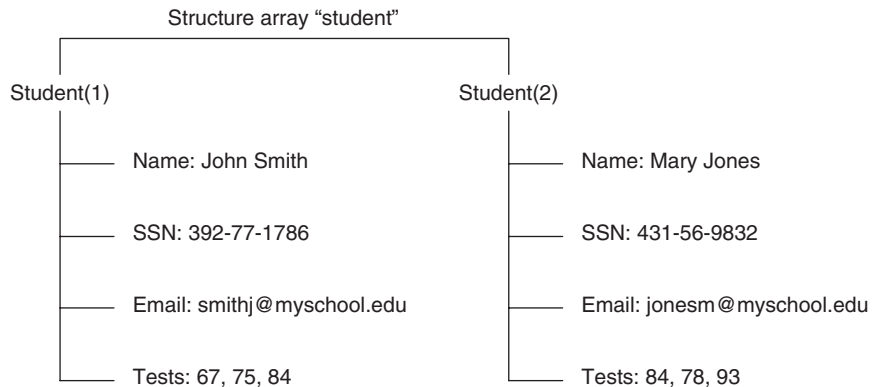 Structure array “student”
Student(1)
Student(2)
Name: John Smith
Name: Mary Jones
SSN: 392-77-1786
SSN: 431-56-9832
Email: smithj@myschool.edu
Email: jonesm@myschool.edu
Tests: 67, 75, 84
Tests: 84, 78, 93